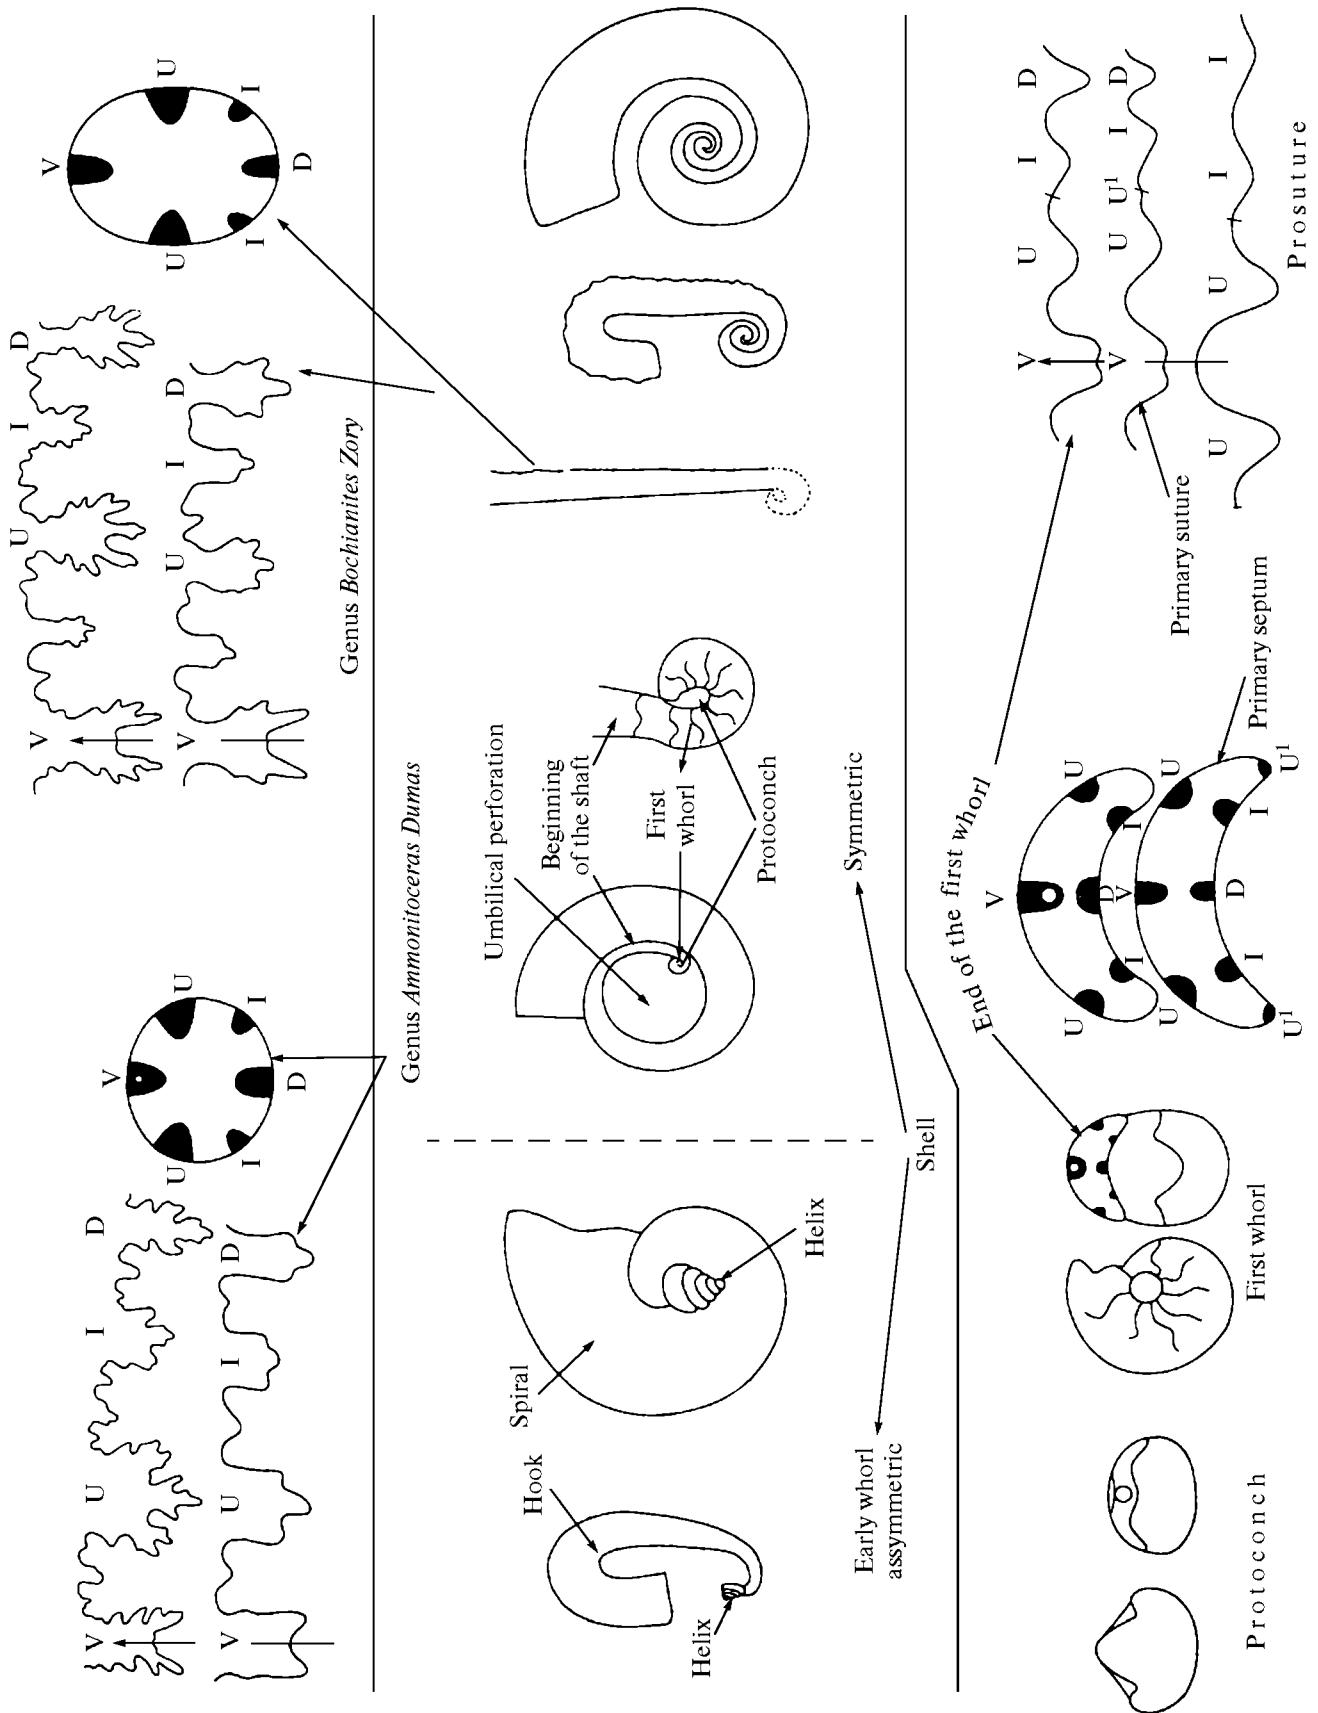 V U I D
V U I D
V
U U
I I
D
Genus Ammonitoceras Dumas
V U I D
V U I D
V
U U
I I
D
Genus Bochianites Zory
Hook
Helix
Spiral
Helix
Umbilical perforation
Beginning
of the shaft
First
whorl
Protoconch
Early whorl
assymetric
Shell
Symmetric
Protoconch
First whorl
End of the first whorl
V
U U
I D I
V
U U
I D I
U1 U1
Primary septum
V U I D
V U U1 I D
Primary suture
U U I I
Prosuture